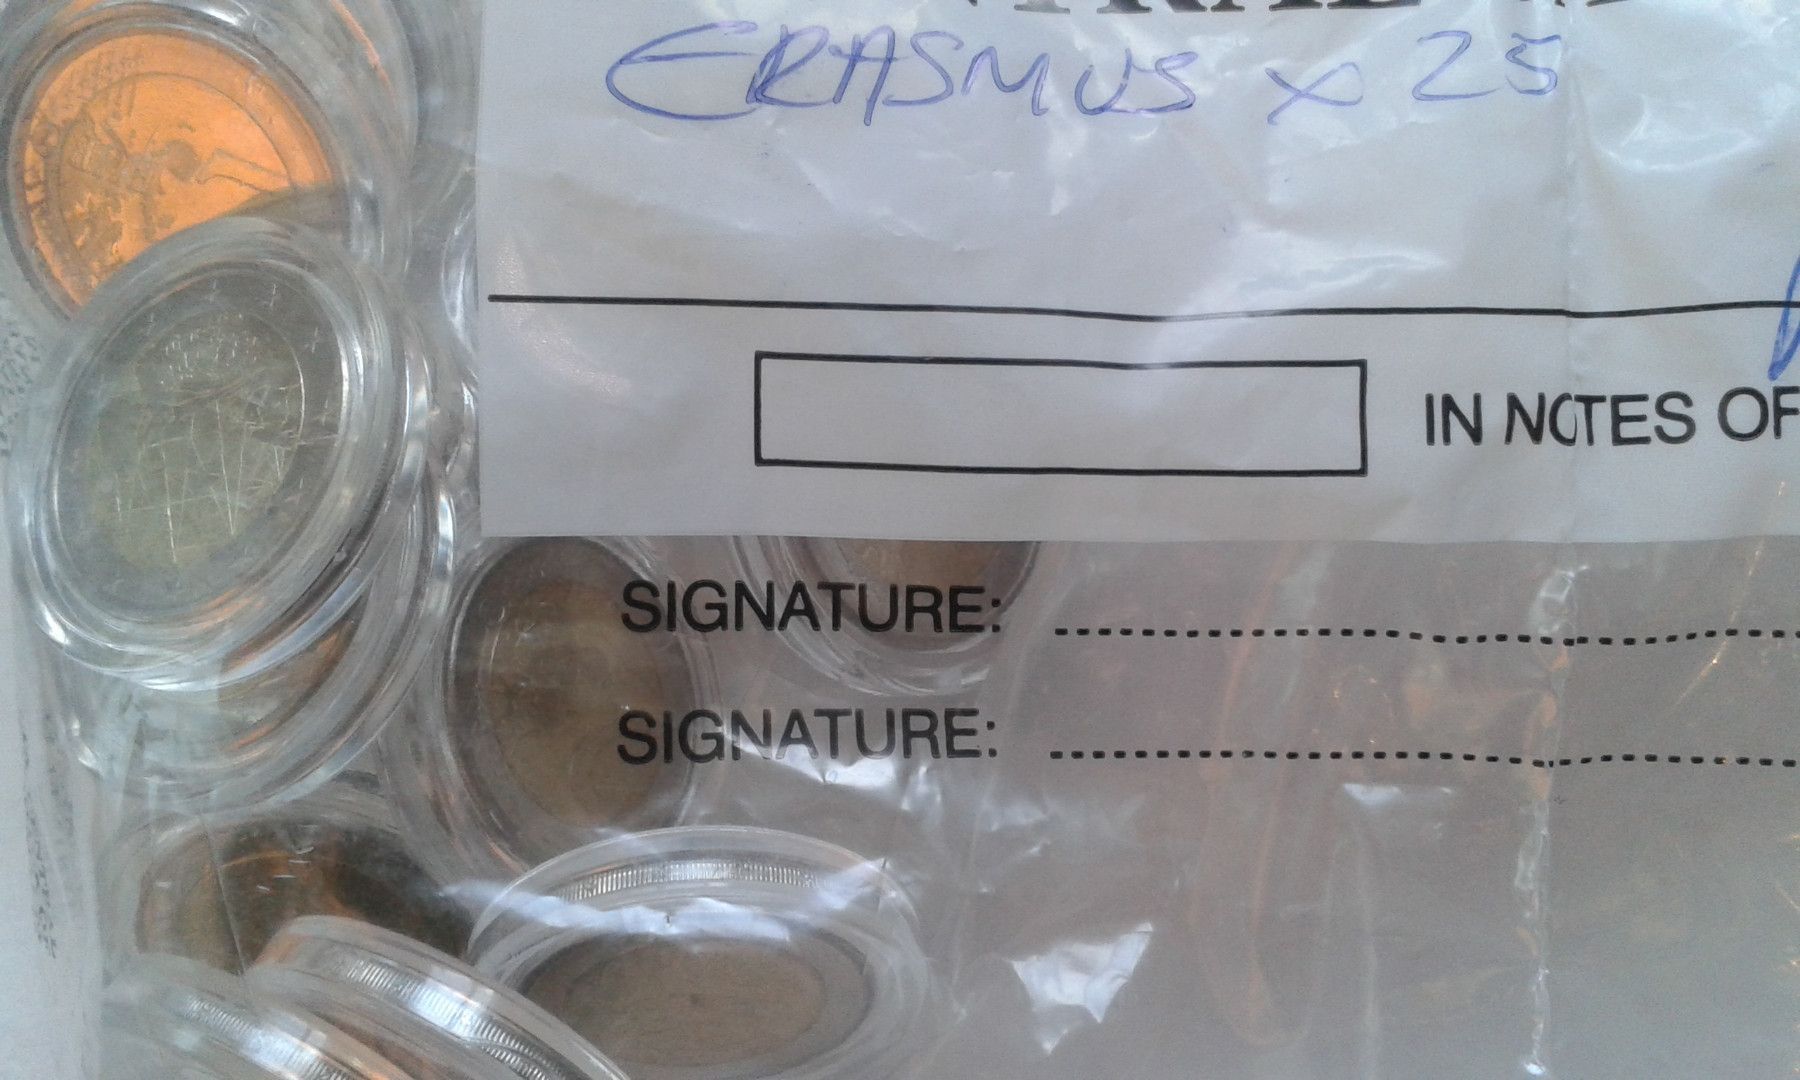 ERASMUS x 25
IN NOTES OF
SIGNATURE:
SIGNATURE: